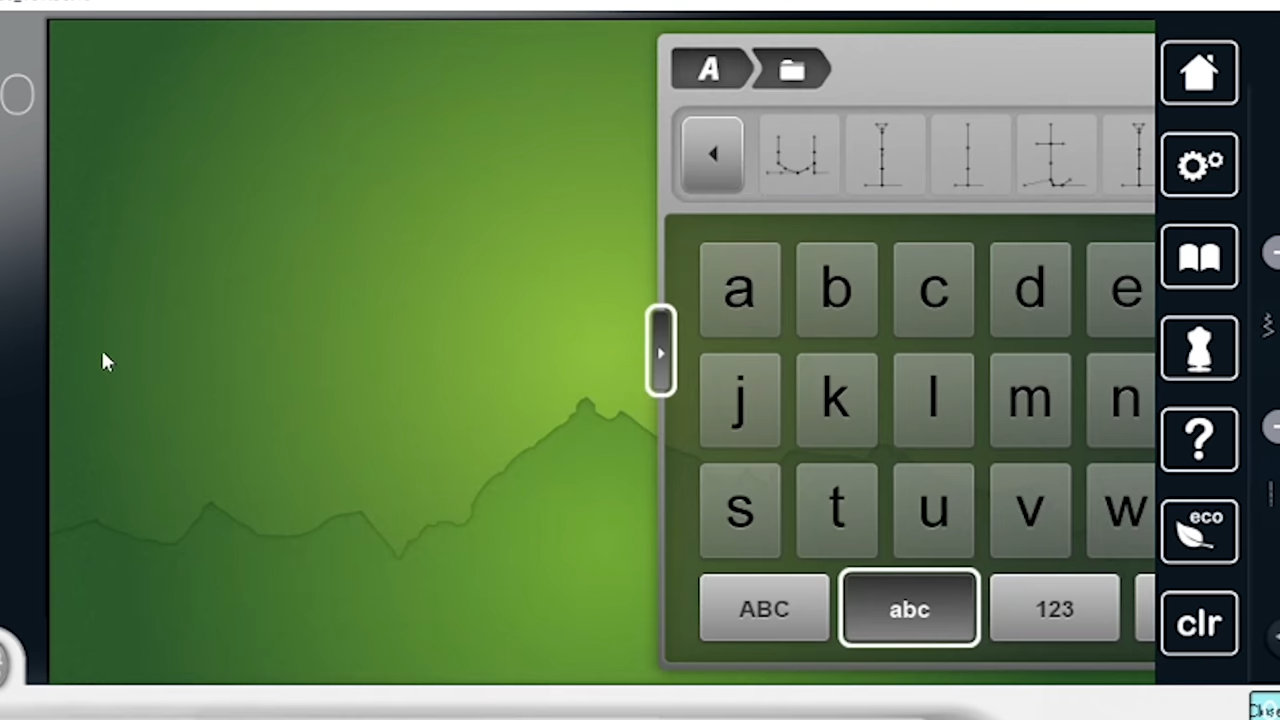 A
a b c d e
j k l m n
s t u v w
eco
ABC abc 123
clr